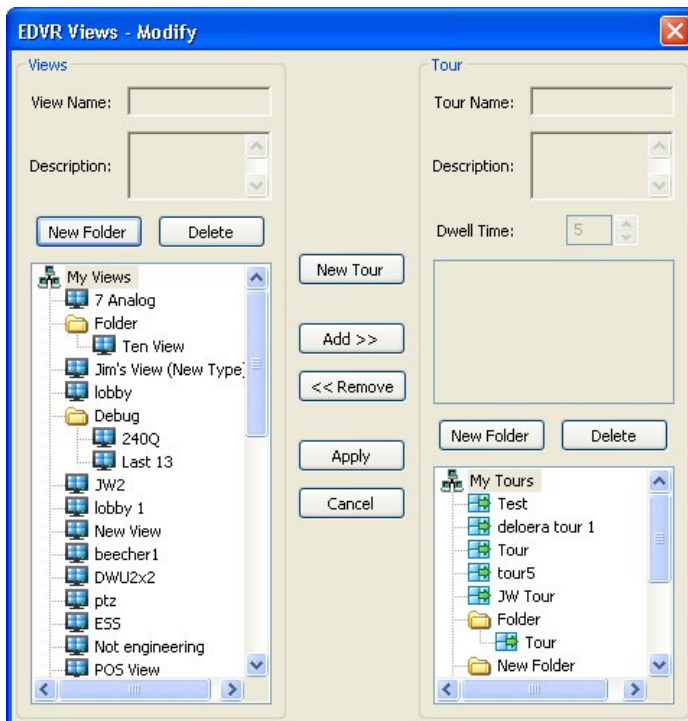 EDVR Views - Modify
Views
View Name:
Description:
New Folder
Delete
My Views
7 Analog
Folder
Ten View
Jim's View (New Type)
lobby
Debug
240Q
Last 13
JW2
lobby 1
New View
beecher1
DWU2x2
ptz
ESS
Not engineering
POS View
New Tour
Add >>
<< Remove
Apply
Cancel
Tour
Tour Name:
Description:
Dwell Time:
5
New Folder
Delete
My Tours
Test
deloera tour 1
Tour
tour5
JW Tour
Folder
Tour
New Folder